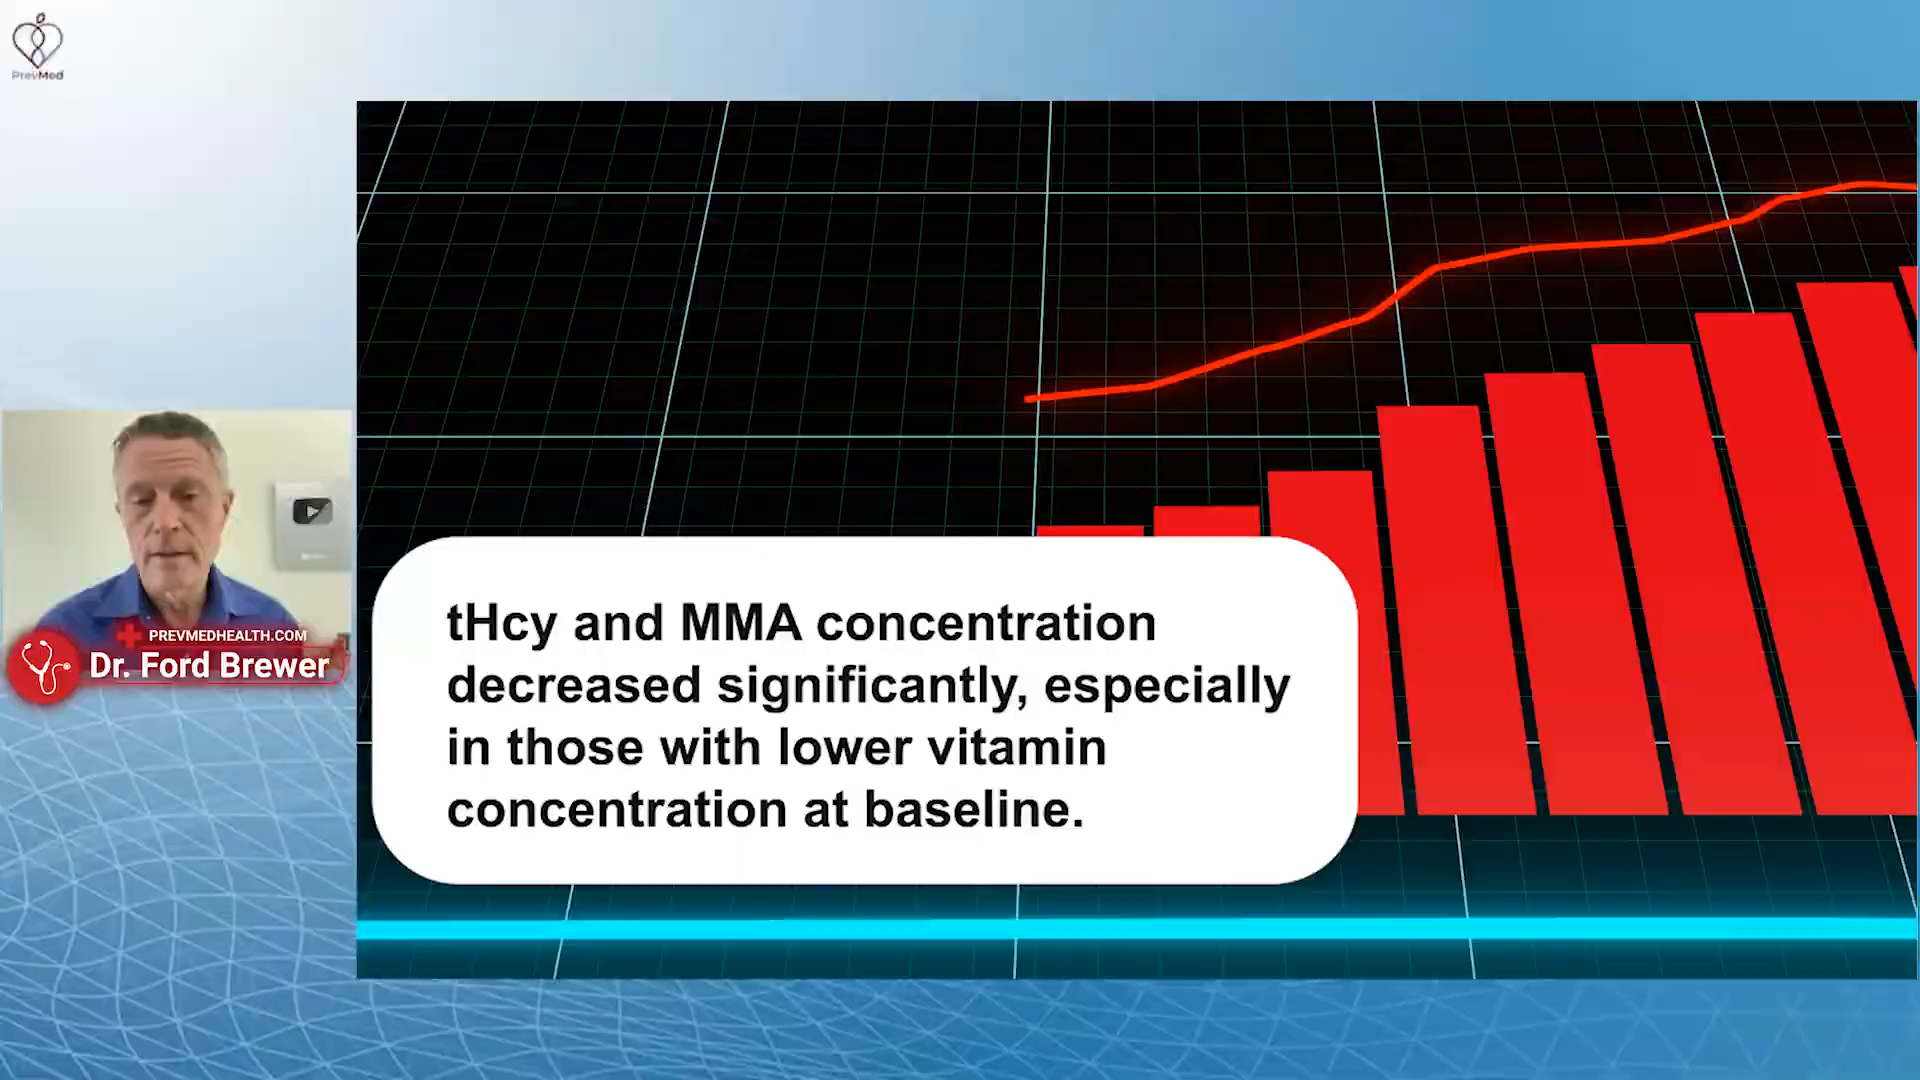 PrevMed
PREVMEDHEALTH.COM
Dr. Ford Brewer
tHcy and MMA concentration
decreased significantly, especially
in those with lower vitamin
concentration at baseline.